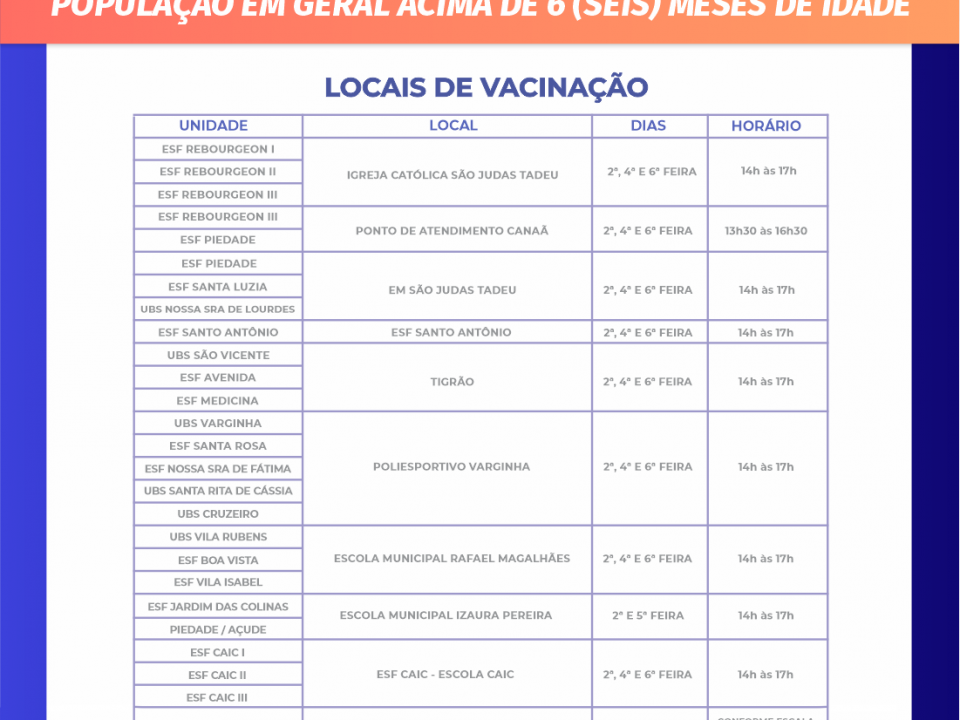 POPULAÇÃO EM GERAL ACIMA DE 6 (SEIS) MESES DE IDADE
LOCAIS DE VACINAÇÃO
UNIDADE LOCAL DIAS HORÁRIO
ESF REBOURGEON I
ESF REBOURGEON II
ESF REBOURGEON III
IGREJA CATÓLICA SÃO JUDAS TADEU 2ª, 4ª E 6ª FEIRA 14h às 17h
ESF REBOURGEON III
ESF PIEDADE
PONTO DE ATENDIMENTO CANAÃ 2ª, 4ª E 6ª FEIRA 13h30 às 16h30
ESF PIEDADE
ESF SANTA LUZIA
UBS NOSSA SRA DE LOURDES
EM SÃO JUDAS TADEU 2ª, 4ª E 6ª FEIRA 14h às 17h
ESF SANTO ANTÔNIO ESF SANTO ANTÔNIO 2ª, 4ª E 6ª FEIRA 14h às 17h
UBS SÃO VICENTE
ESF AVENIDA
ESF MEDICINA
TIGRÃO 2ª, 4ª E 6ª FEIRA 14h às 17h
UBS VARGINHA
ESF SANTA ROSA
ESF NOSSA SRA DE FÁTIMA
UBS SANTA RITA DE CÁSSIA
UBS CRUZEIRO
POLIESPORTIVO VARGINHA 2ª, 4ª E 6ª FEIRA 14h às 17h
UBS VILA RUBENS
ESF BOA VISTA
ESF VILA ISABEL
ESCOLA MUNICIPAL RAFAEL MAGALHÃES 2ª, 4ª E 6ª FEIRA 14h às 17h
ESF JARDIM DAS COLINAS
PIEDADE / AÇUDE
ESCOLA MUNICIPAL IZAURA PEREIRA 2ª E 5ª FEIRA 14h às 17h
ESF CAIC I
ESF CAIC II
ESF CAIC III
ESF CAIC - ESCOLA CAIC 2ª, 4ª E 6ª FEIRA 14h às 17h
CONFORME ESCALA